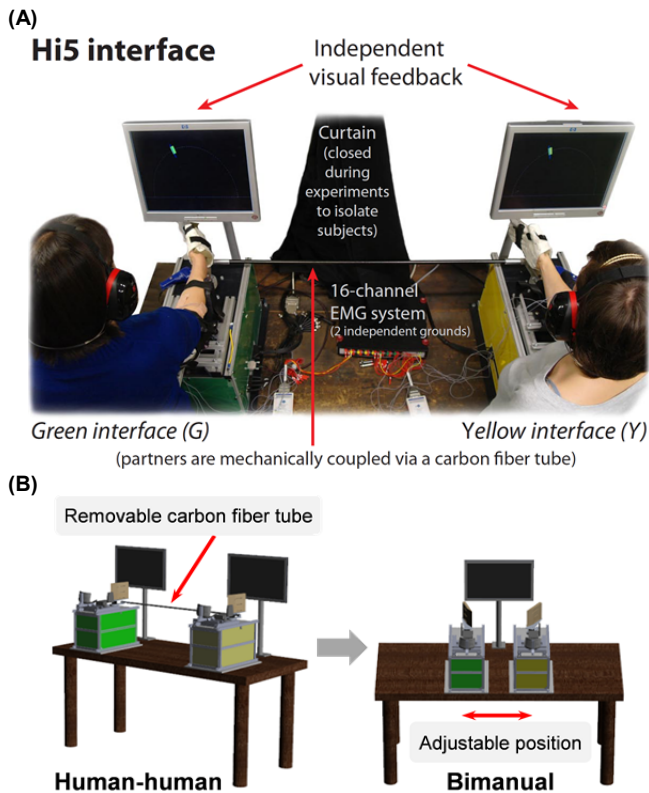 (A)
Hi5 interface
Independent
visual feedback
Curtain
(closed
during
experiments
to isolate
subjects)
16-channel
EMG system
(2 independent grounds)
Green interface (G)
Yellow interface (Y)
(partners are mechanically coupled via a carbon fiber tube)
(B)
Removable carbon fiber tube
Adjustable position
Human-human
Bimanual